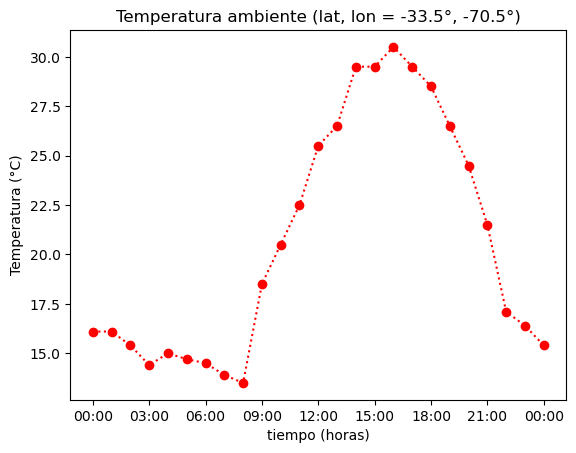 Temperatura ambiente (lat, lon = -33.5°, -70.5°)
Temperatura (°C)
30.0
27.5
25.0
22.5
20.0
17.5
15.0
00:00 03:00 06:00 09:00 12:00 15:00 18:00 21:00 00:00
tiempo (horas)